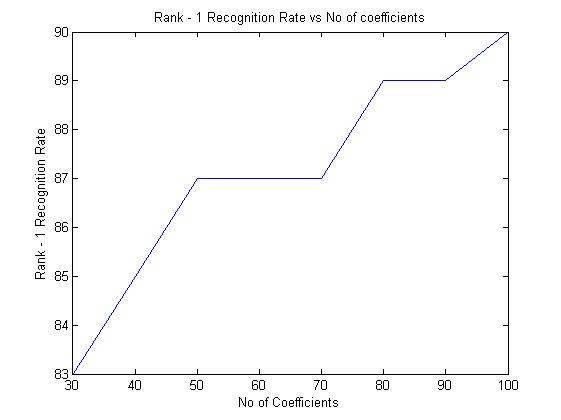 Rank - 1 Recognition Rate vs No of coefficients
90
89
88
87
86
85
84
83
Rank - 1 Recognition Rate
30 40 50 60 70 80 90 100
No of Coefficients